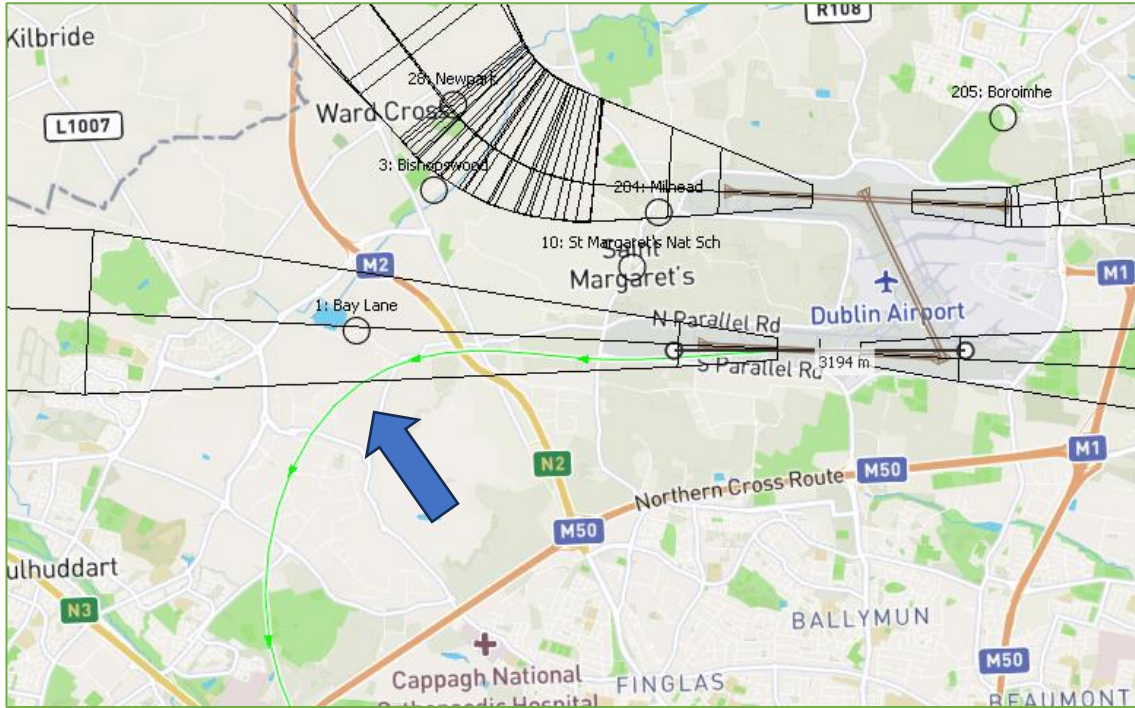 Kilbride
R108
28: Newpark
Ward Cross
205: Boroimhe
L1007
3: Bishopswood
204: Milhead
10: St Margaret's Nat Sch
Saint
Margaret's
M2
M1
1: Bay Lane
N Parallel Rd
Dublin Airport
S Parallel Rd
3194 m
M1
N2
M50
Northern Cross Route
M50
ulhuddart
N3
BALLYMUN
M50
Cappagh National
Orthopaedic Hospital
FINGLAS
BEAUMONT